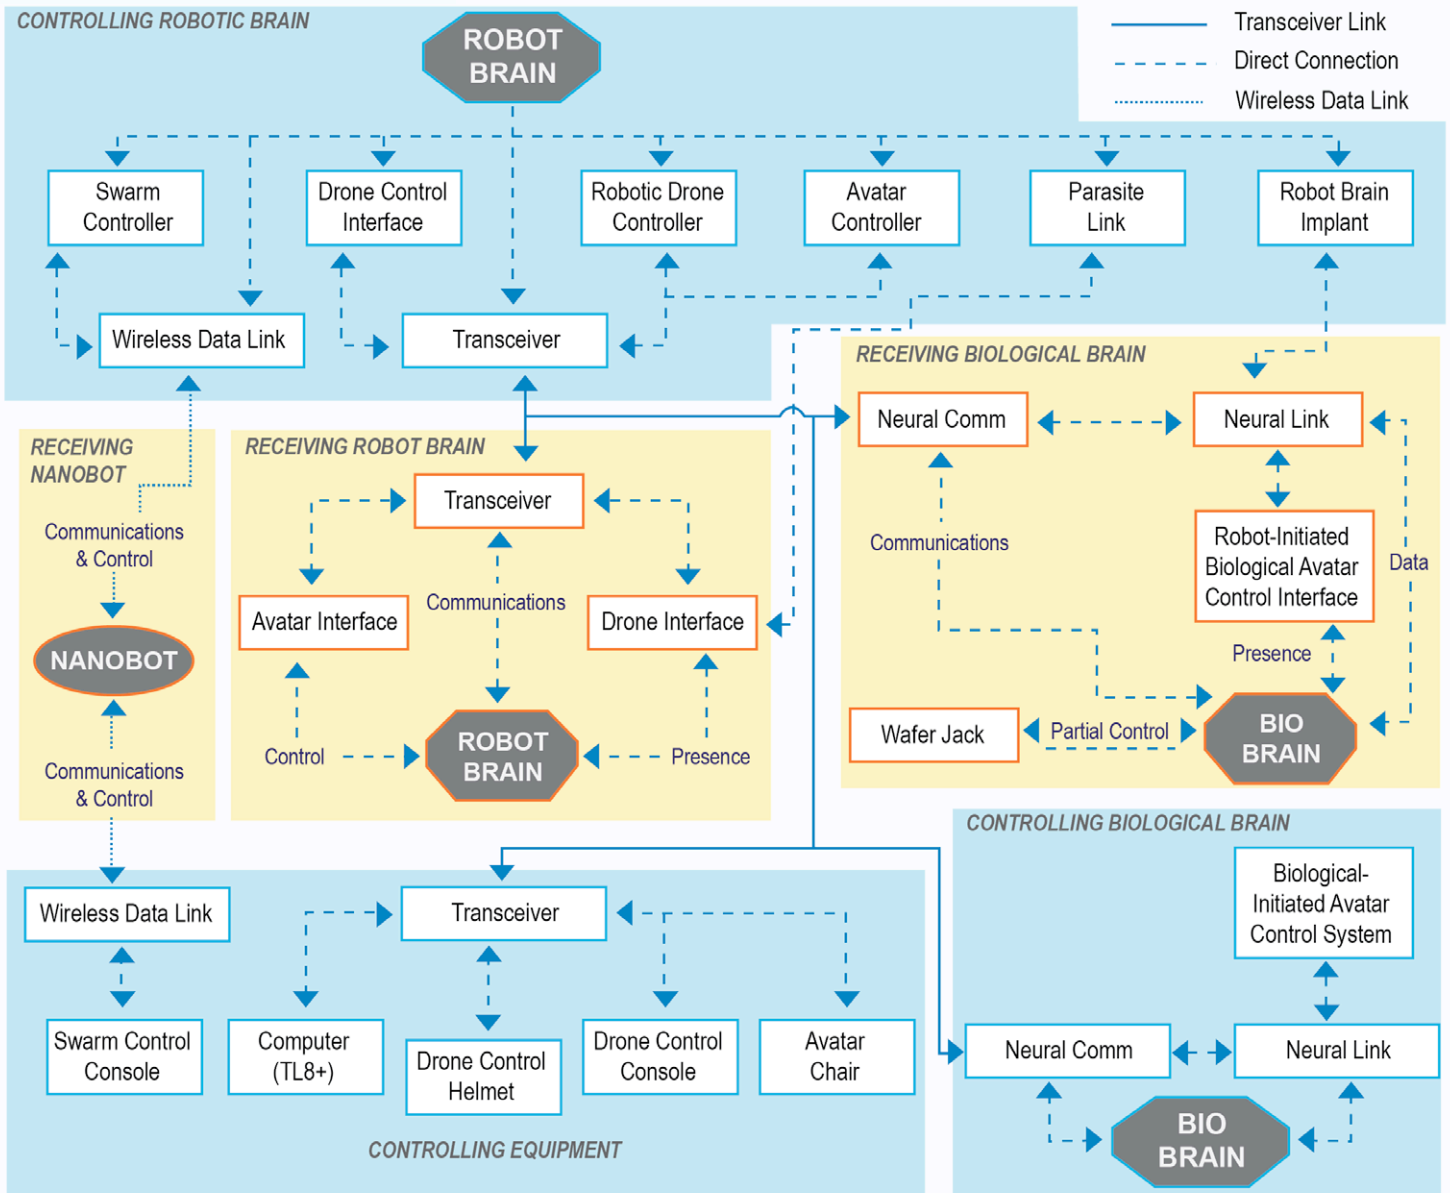 CONTROLLING ROBOTIC BRAIN
ROBOT
BRAIN
Transceiver Link
Direct Connection
Wireless Data Link
Swarm
Controller
Drone Control
Interface
Robotic Drone
Controller
Avatar
Controller
Parasite
Link
Robot Brain
Implant
Wireless Data Link
Transceiver
RECEIVING
NANOBOT
Communications
& Control
NANOBOT
Communications
& Control
RECEIVING ROBOT BRAIN
Transceiver
Avatar Interface
Communications
Drone Interface
Control
ROBOT
BRAIN
Presence
RECEIVING BIOLOGICAL BRAIN
Neural Comm
Neural Link
Communications
Robot-Initiated
Biological Avatar
Control Interface
Data
Presence
Wafer Jack
Partial Control
BIO
BRAIN
Wireless Data Link
Transceiver
Swarm Control
Console
Computer
(TL8+)
Drone Control
Helmet
Drone Control
Console
Avatar
Chair
CONTROLLING EQUIPMENT
CONTROLLING BIOLOGICAL BRAIN
Biological-
Initiated Avatar
Control System
Neural Comm
Neural Link
BIO
BRAIN